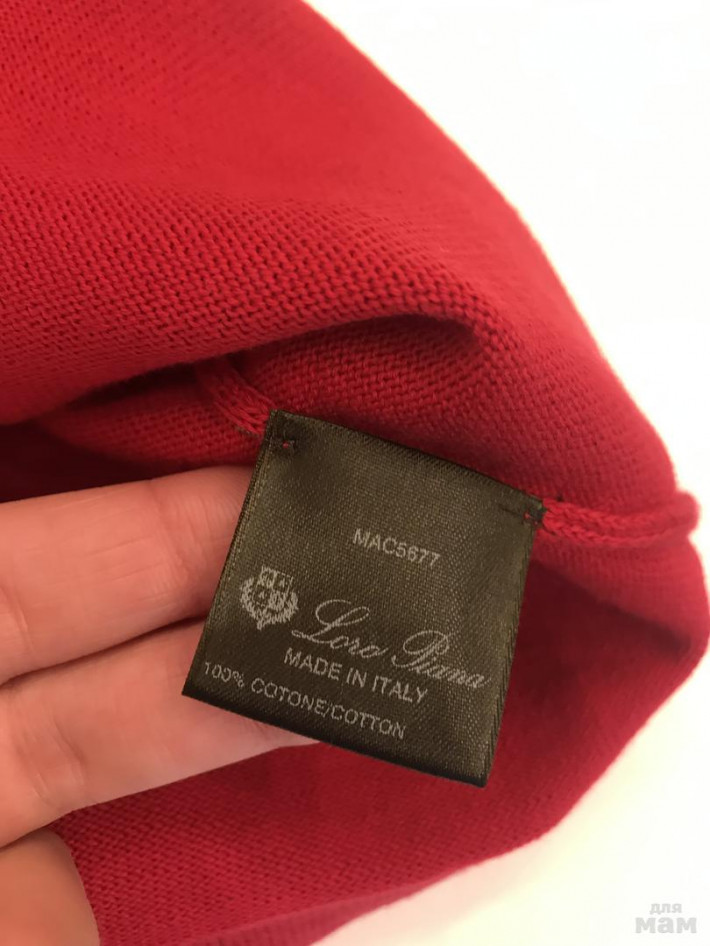 MAC5677
Loro Piana
MADE IN ITALY
100% COTONE/COTTON
для
мам